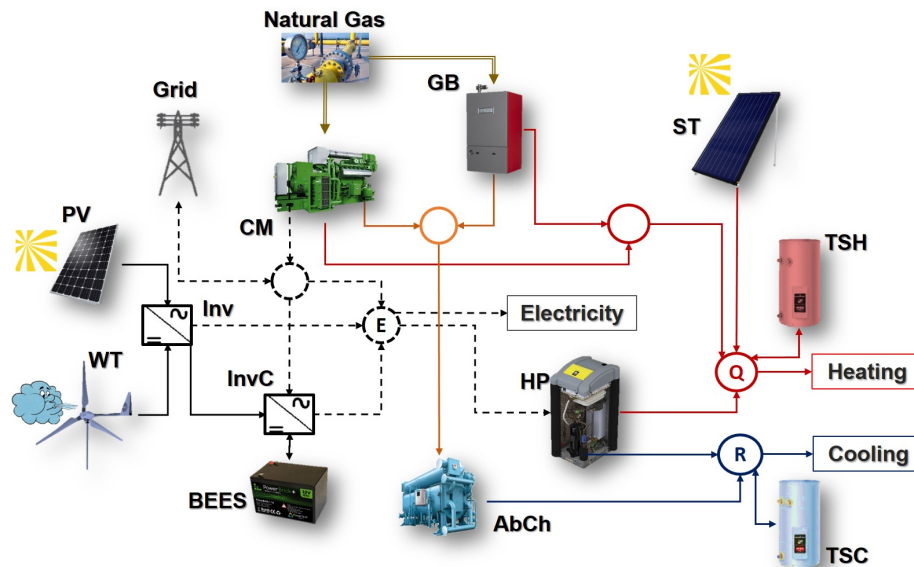 Natural Gas
GB
Grid
ST
PV
CM
TSH
Inv
E
Electricity
WT
InvC
HP
Q
Heating
R
Cooling
BEES
AbCh
TSC